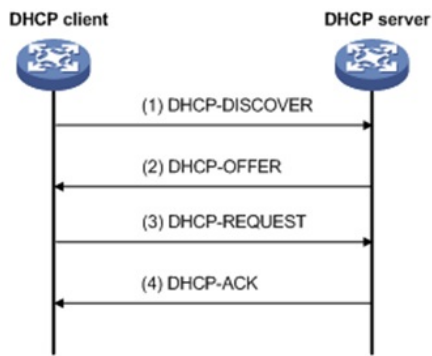 DHCP client
DHCP server
(1) DHCP-DISCOVER
(2) DHCP-OFFER
(3) DHCP-REQUEST
(4) DHCP-ACK